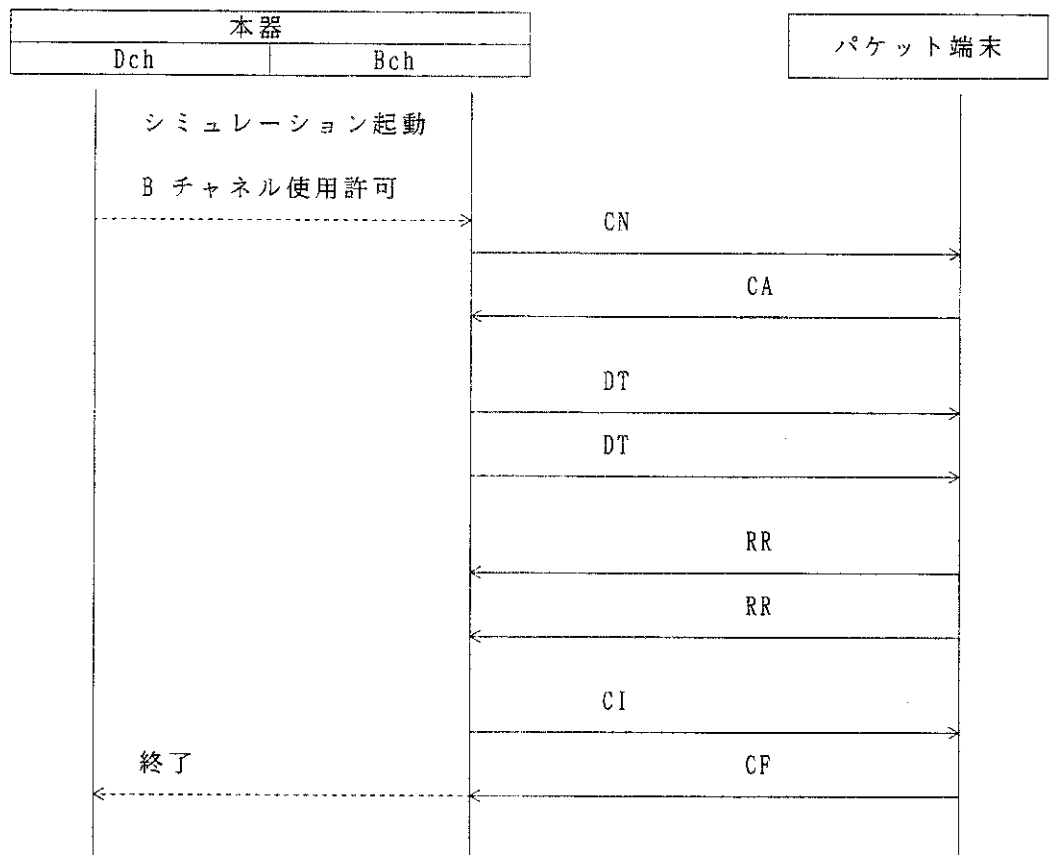 本器
パケット端末
Dch
Bch
シミュレーション起動
B チャネル使用許可
CN
CA
DT
DT
RR
RR
CI
終了
CF